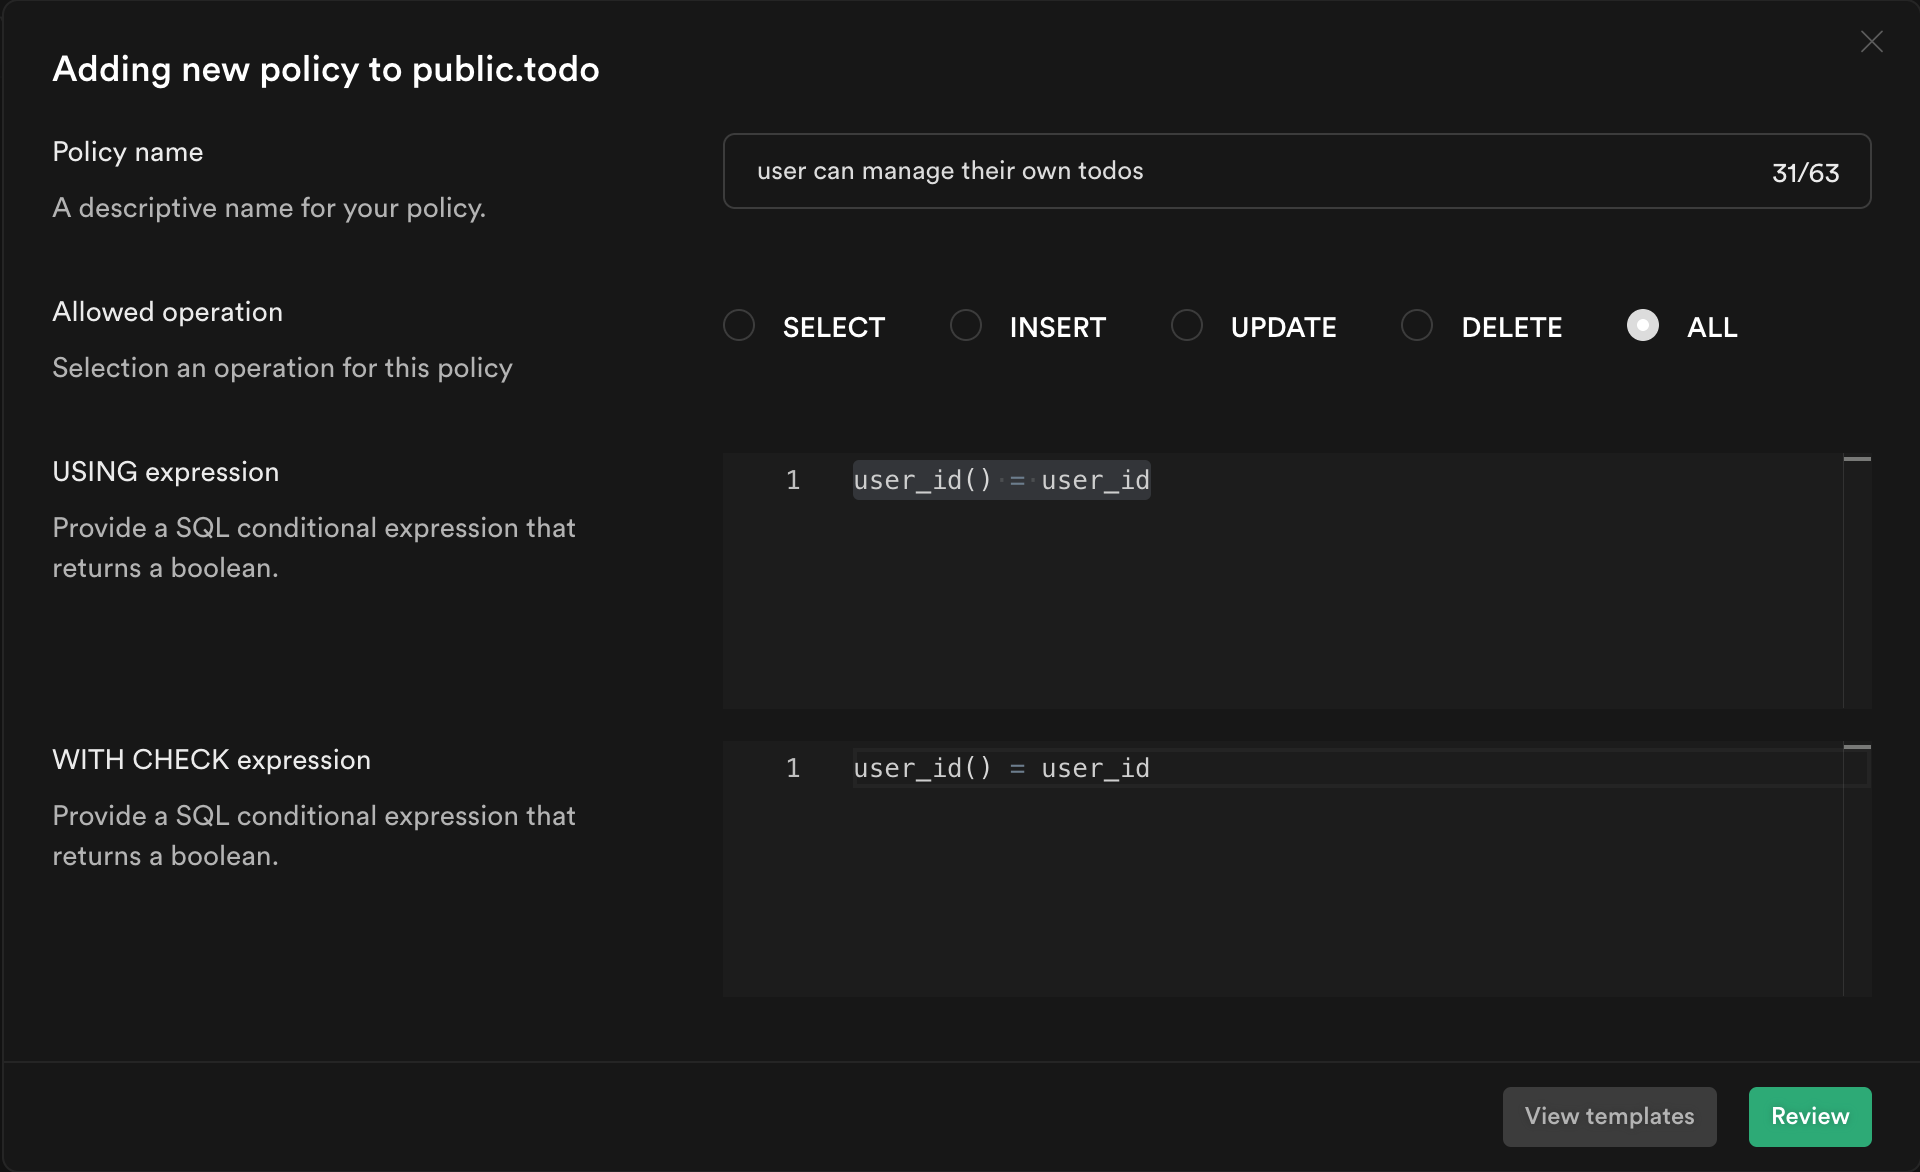 Adding new policy to public.todo
Policy name
A descriptive name for your policy.
user can manage their own todos
31/63
Allowed operation
Selection an operation for this policy
SELECT INSERT UPDATE DELETE ALL
USING expression
Provide a SQL conditional expression that
returns a boolean.
1 user_id() = user_id
WITH CHECK expression
Provide a SQL conditional expression that
returns a boolean.
1 user_id() = user_id
View templates
Review